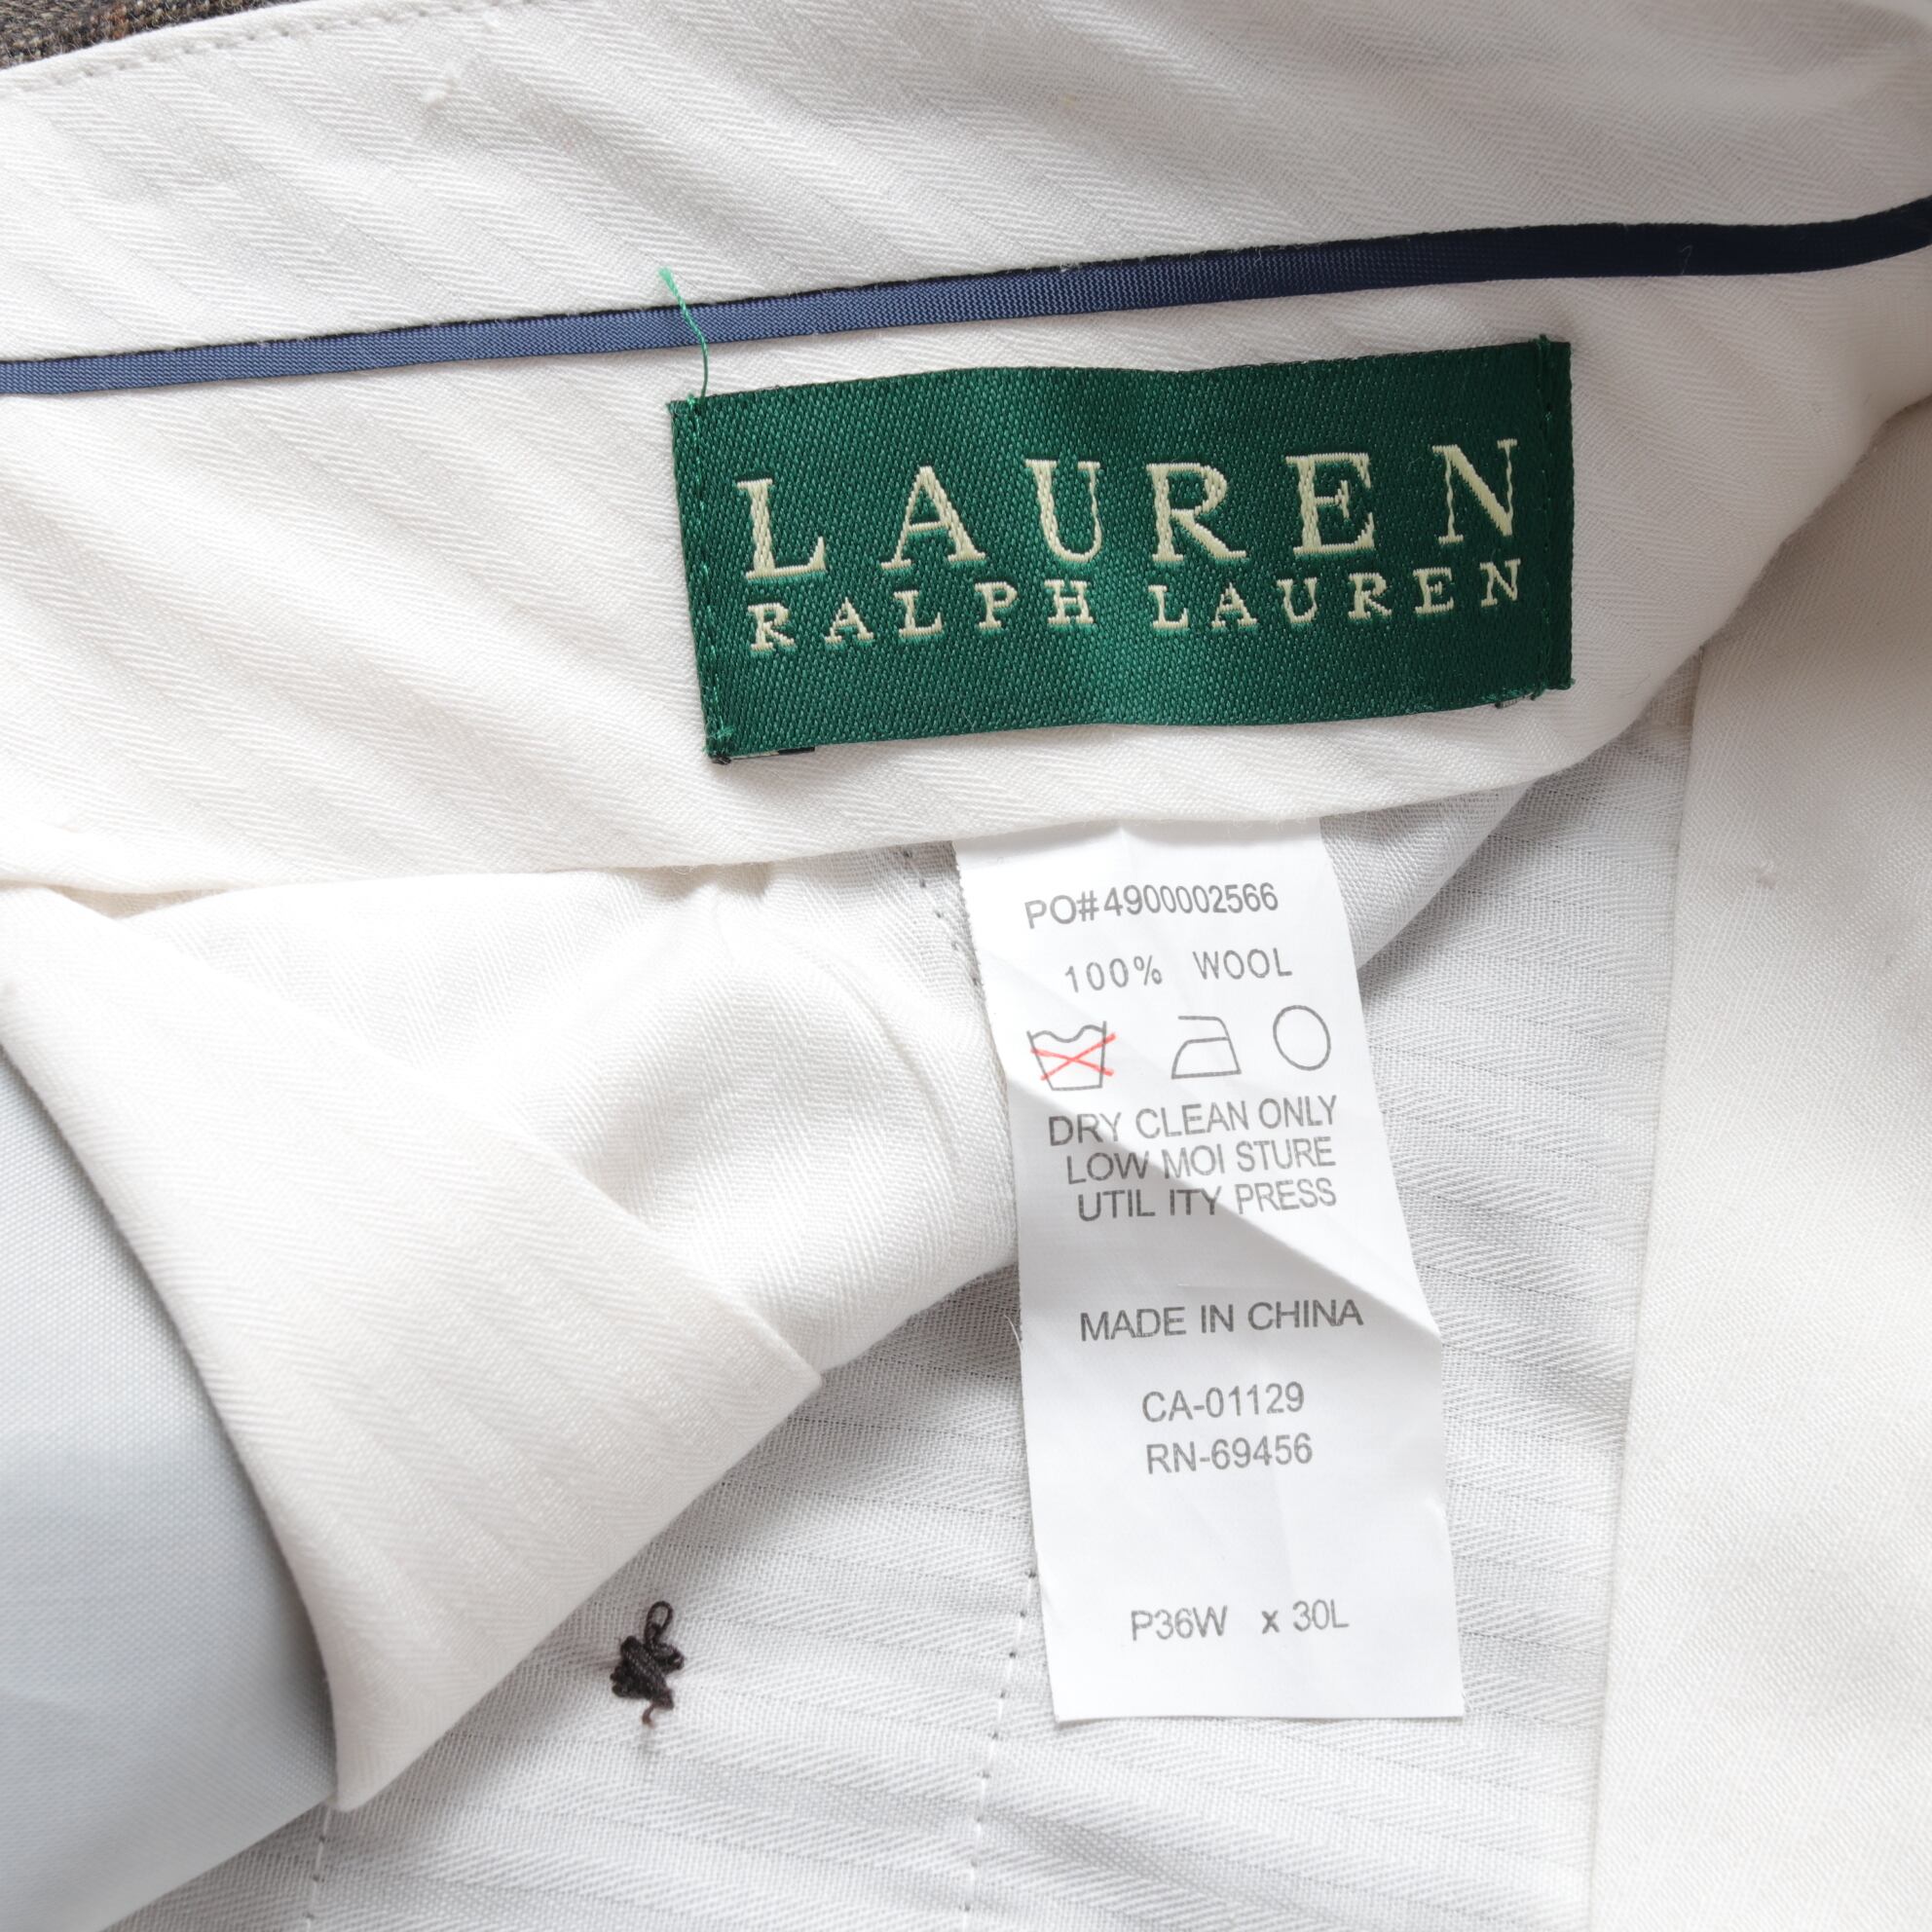 LAUREN
RALPH LAUREN
PO#4900002566
100% WOOL
DRY CLEAN ONLY
LOW MOI STURE
UTIL ITY PRESS
MADE IN CHINA
CA-01129
RN-69456
P36W x 30L